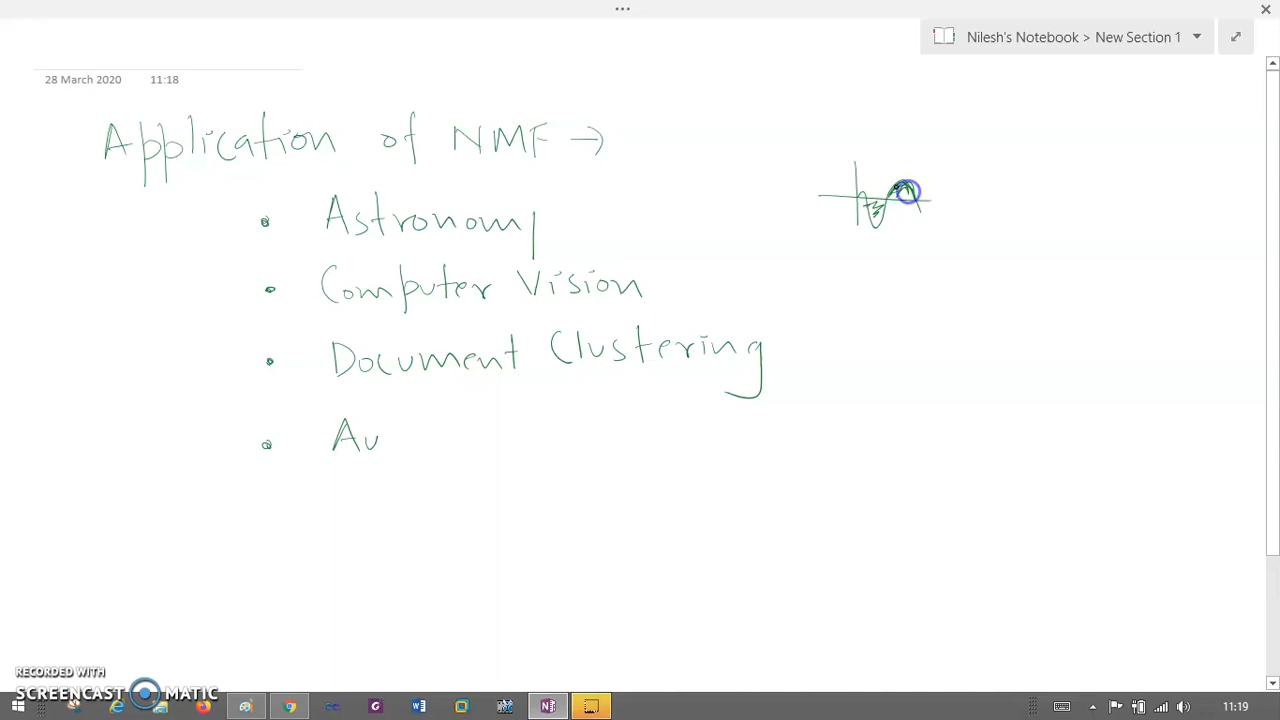 Nilesh's Notebook > New Section 1
28 March 2020 11:18
Application of NMF →
• Astronomy
• Computer Vision
• Document Clustering
• Au
RECORDED WITH
SCREENCAST MATIC
11:19